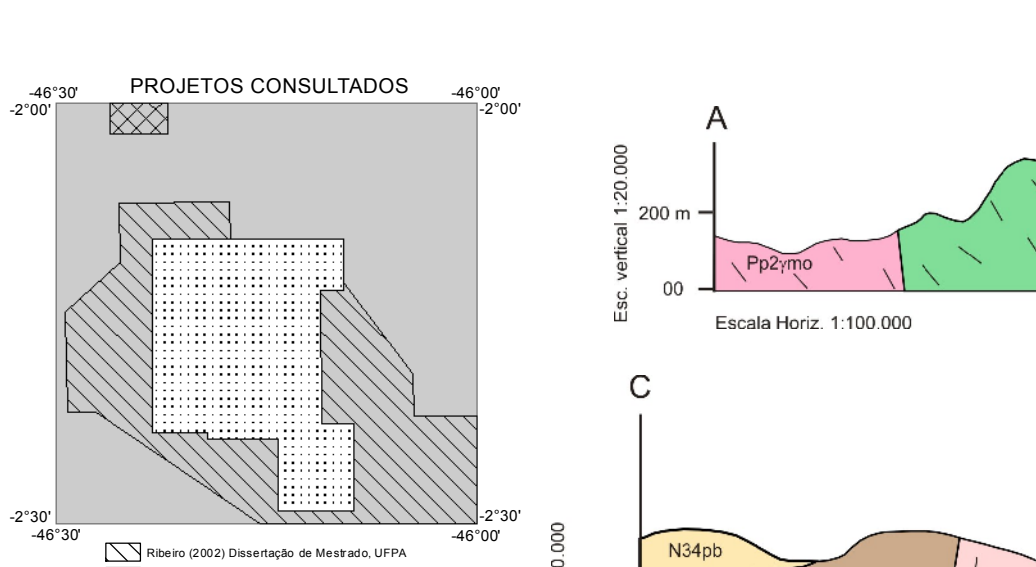 PROJETOS CONSULTADOS
-46°30'
-46°00'
-2°00'
-2°00'
-2°30'
-2°30'
-46°30'
-46°00'
Ribeiro (2002) Dissertação de Mestrado, UFPA
A
Esc. vertical 1:20.000
200 m
00
Pp2γmo
Escala Horiz. 1:100.000
C
0.000
N34pb